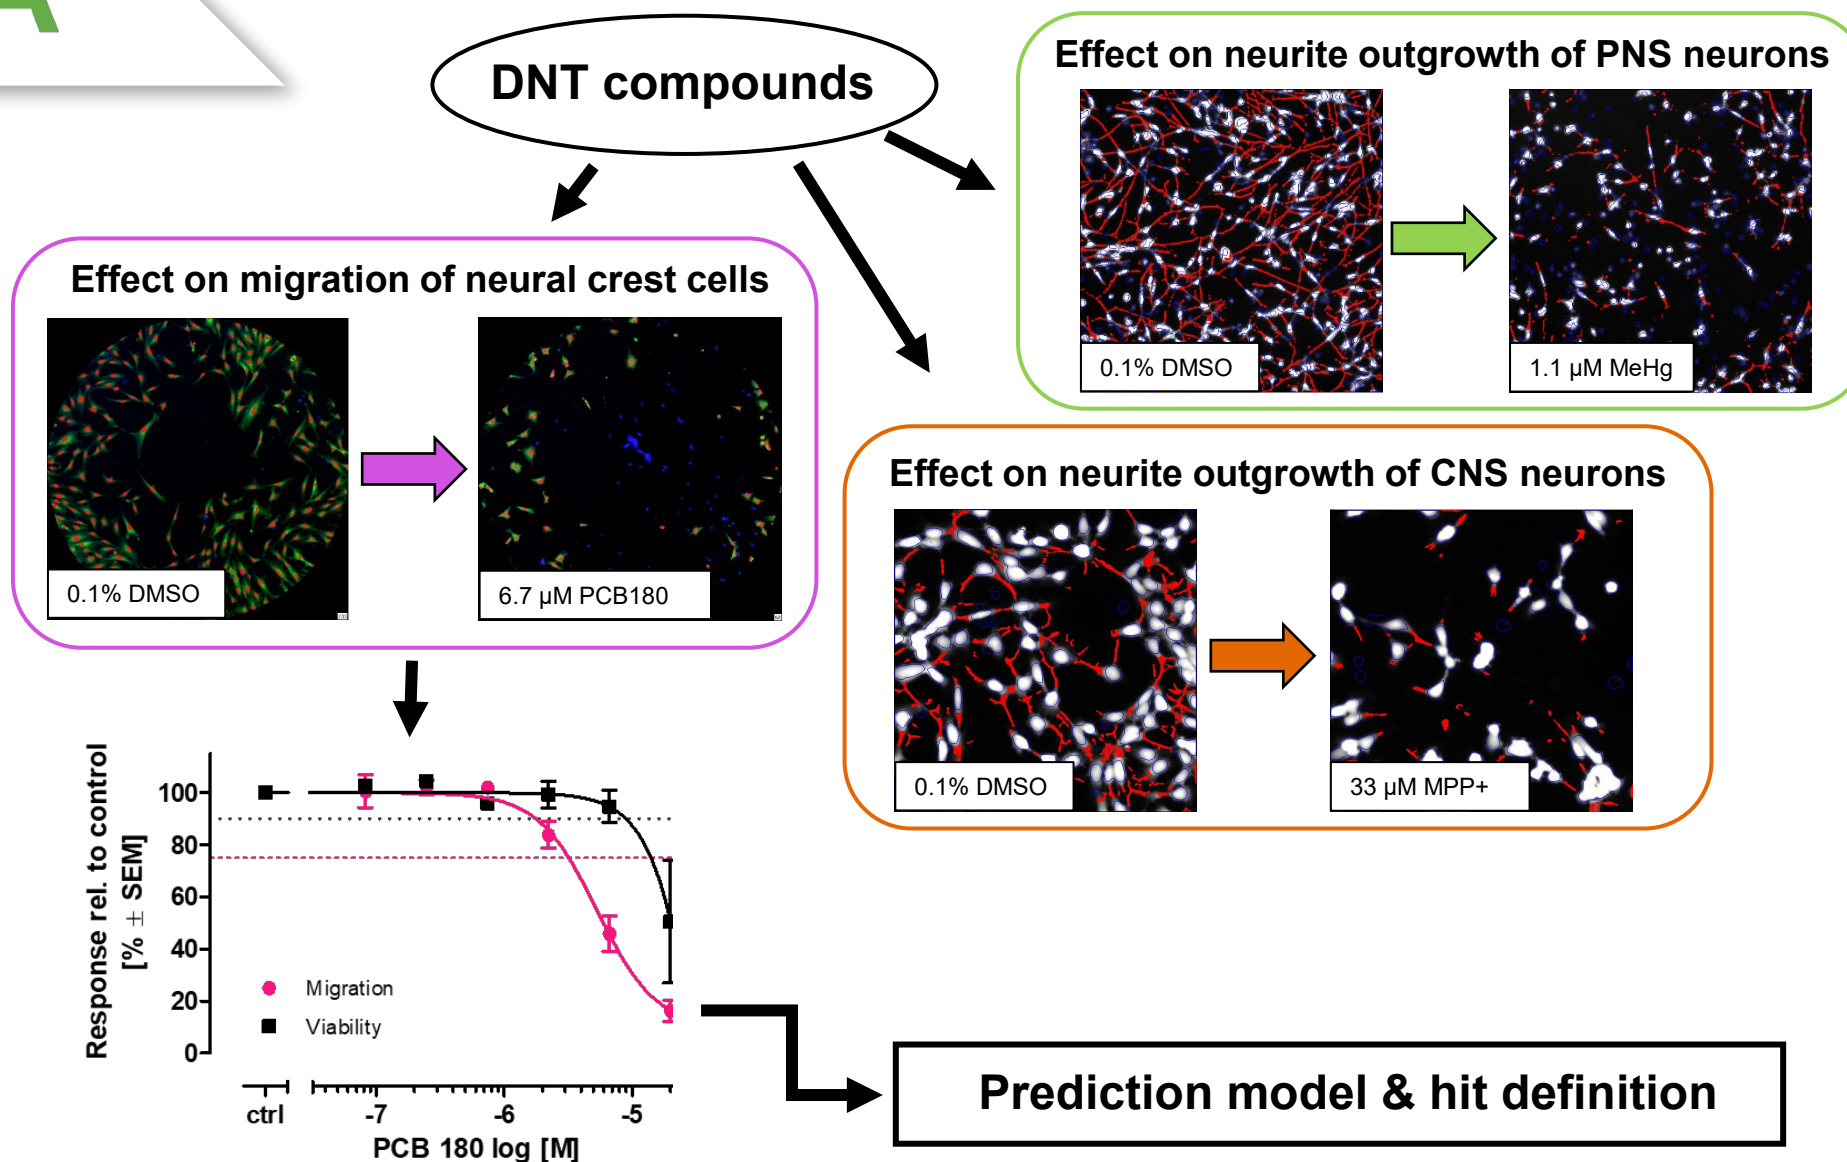 DNT compounds
Effect on neurite outgrowth of PNS neurons
0.1% DMSO
1.1 µM MeHg
Effect on migration of neural crest cells
0.1% DMSO
6.7 µM PCB180
Effect on neurite outgrowth of CNS neurons
0.1% DMSO
33 µM MPP+
Response rel. to control
[% ± SEM]
100
80
60
40
20
0
Migration
Viability
ctrl
-7
-6
-5
PCB 180 log [M]
Prediction model & hit definition